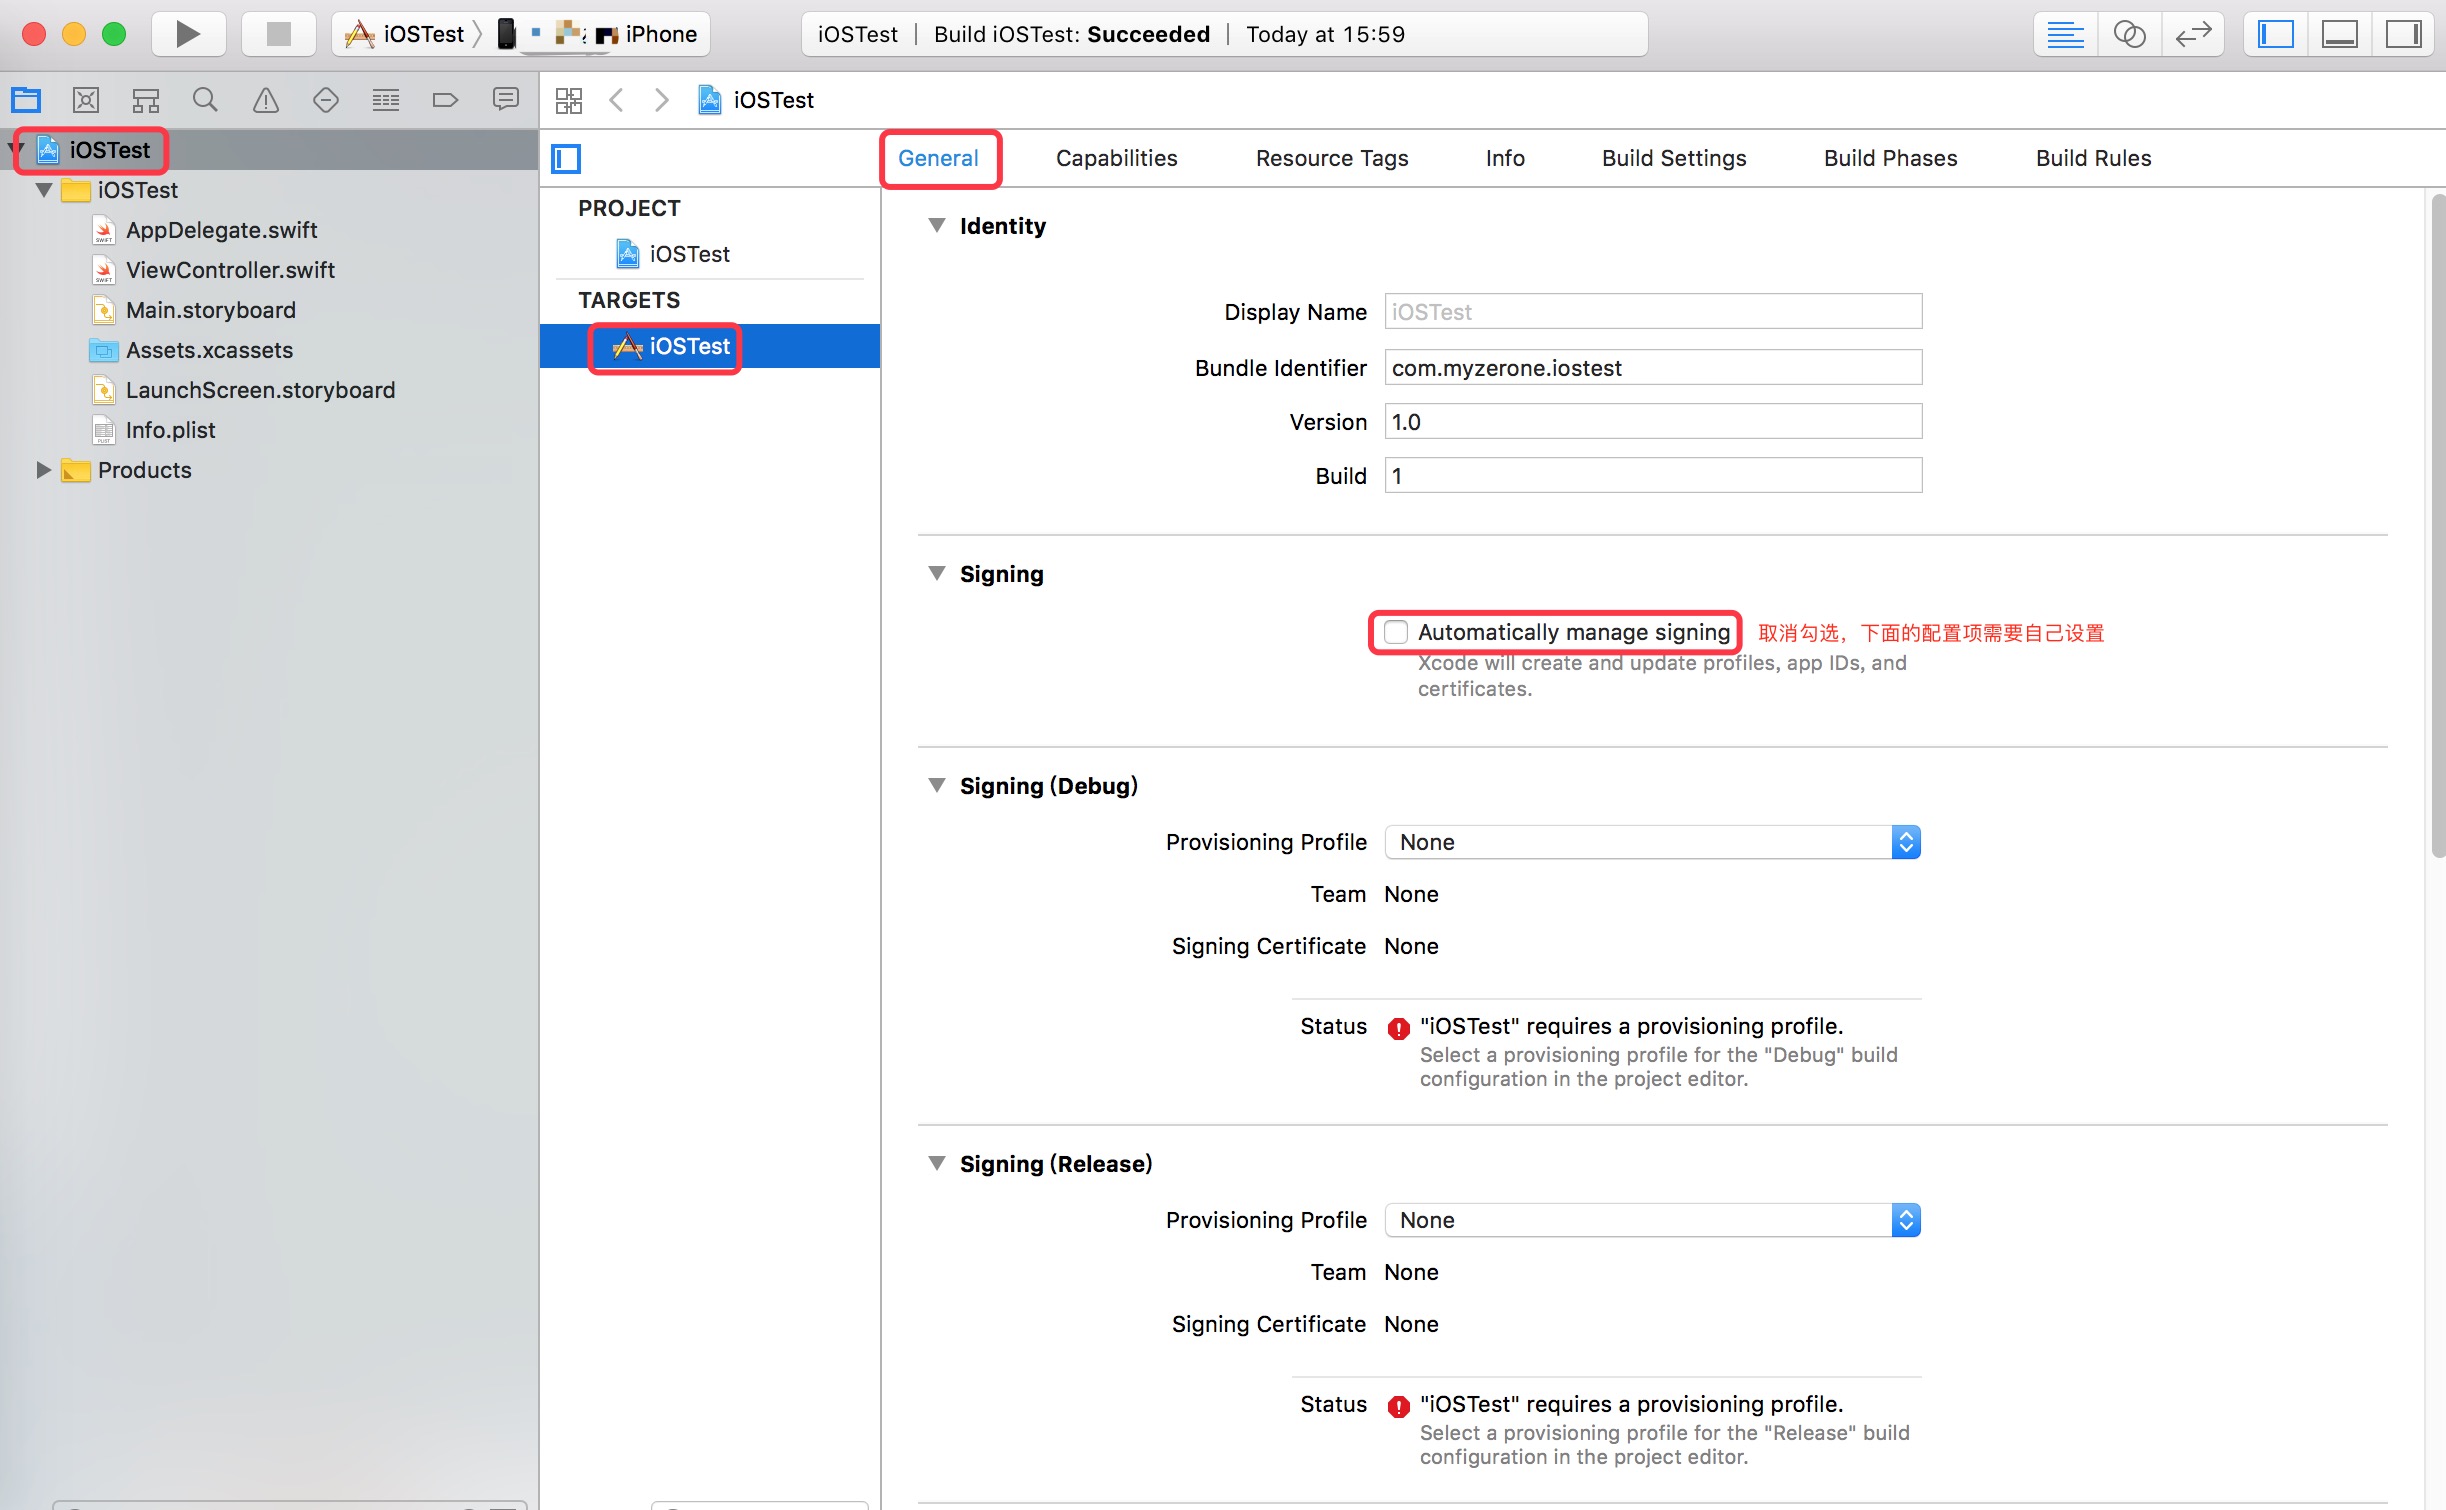 iOSTest
iPhone
iOSTest | Build iOSTest: Succeeded | Today at 15:59
iOSTest
iOSTest
iOSTest
AppDelegate.swift
ViewController.swift
Main.storyboard
Assets.xcassets
LaunchScreen.storyboard
Info.plist
Products
General
Capabilities
Resource Tags
Info
Build Settings
Build Phases
Build Rules
PROJECT
iOSTest
TARGETS
iOSTest
Identity
Display Name iOSTest
Bundle Identifier com.myzerone.iostest
Version 1.0
Build 1
Signing
Automatically manage signing 取消勾选，下面的配置项需要自己设置
Xcode will create and update profiles, app IDs, and
certificates.
Signing (Debug)
Provisioning Profile None
Team None
Signing Certificate None
Status "iOSTest" requires a provisioning profile.
Select a provisioning profile for the "Debug" build
configuration in the project editor.
Signing (Release)
Provisioning Profile None
Team None
Signing Certificate None
Status "iOSTest" requires a provisioning profile.
Select a provisioning profile for the "Release" build
configuration in the project editor.